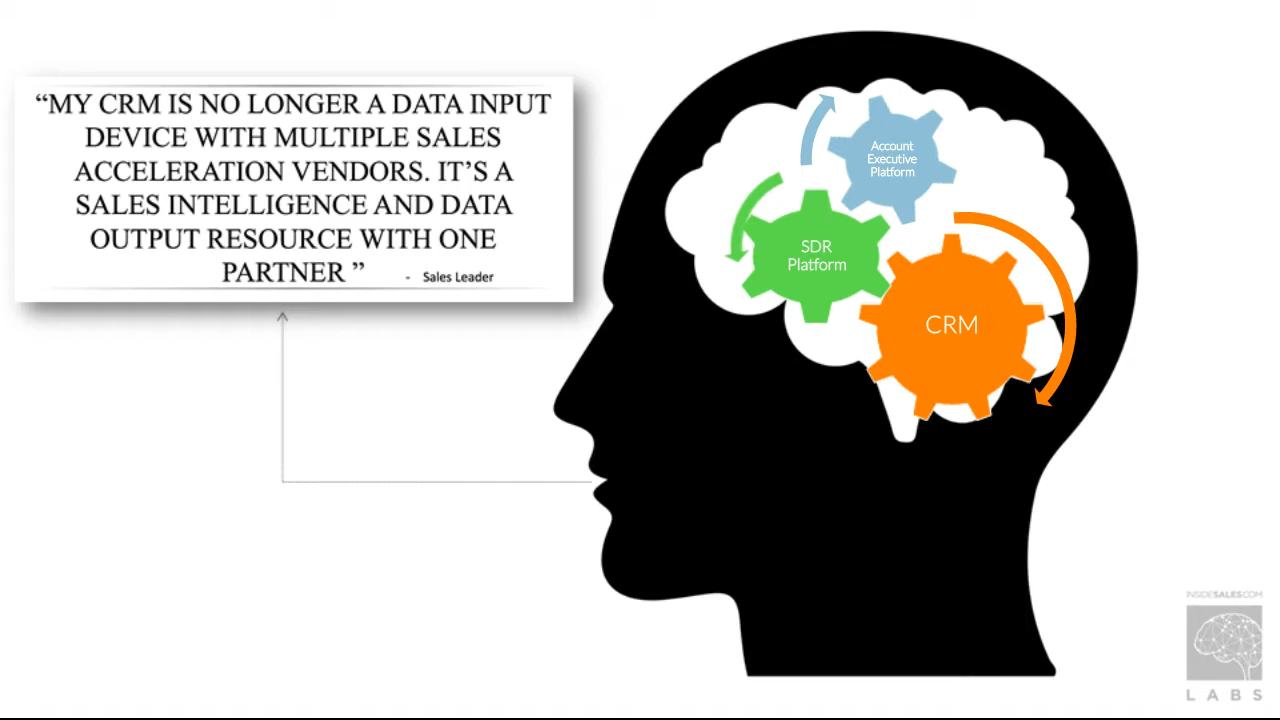 “MY CRM IS NO LONGER A DATA INPUT
DEVICE WITH MULTIPLE SALES
ACCELERATION VENDORS. IT’S A
SALES INTELLIGENCE AND DATA
OUTPUT RESOURCE WITH ONE
PARTNER ” - Sales Leader
Account
Executive
Platform
SDR
Platform
CRM
INSIDESALES.COM
LABS